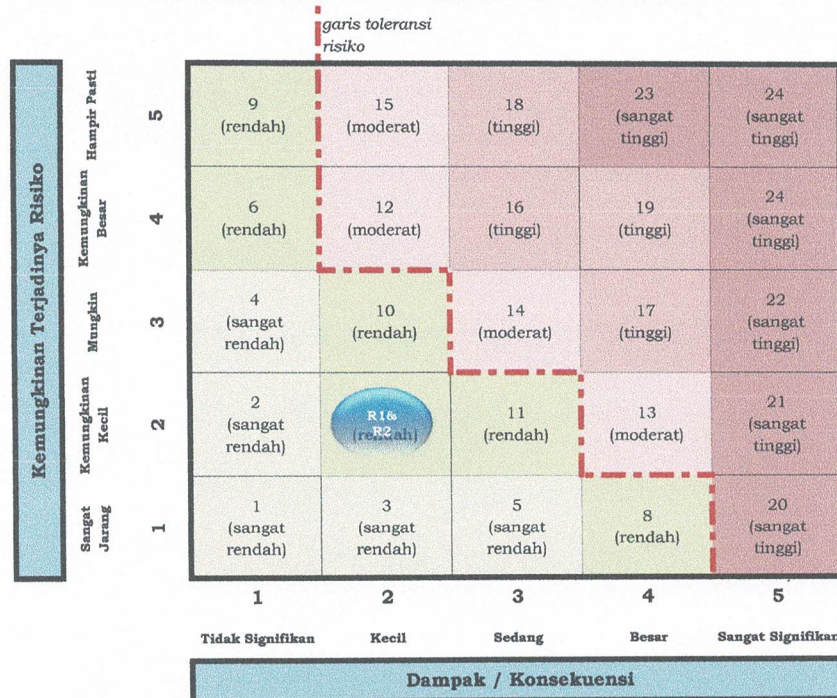 garis toleransi
risiko
Kemungkinan Terjadinya Risiko
Hampir Pasti
5
9
(rendah)
15
(moderat)
18
(tinggi)
23
(sangat
tinggi)
24
(sangat
tinggi)
Kemungkinan
Besar
4
6
(rendah)
12
(moderat)
16
(tinggi)
19
(tinggi)
24
(sangat
tinggi)
Mungkin
3
4
(sangat
rendah)
10
(rendah)
14
(moderat)
17
(tinggi)
22
(sangat
tinggi)
Kemungkinan
Kecil
2
2
(sangat
rendah)
R1&
R2
(rendah)
11
(rendah)
13
(moderat)
21
(sangat
tinggi)
Sangat
Jarang
1
1
(sangat
rendah)
3
(sangat
rendah)
5
(sangat
rendah)
8
(rendah)
20
(sangat
tinggi)
1
2
3
4
5
Tidak Signifikan
Kecil
Sedang
Besar
Sangat Signifikan
Dampak / Konsekuensi